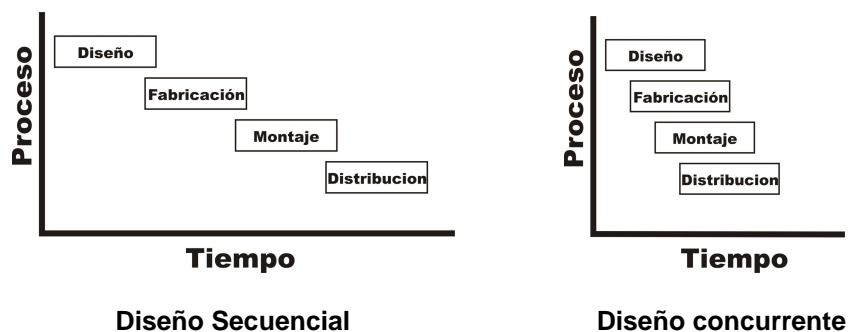 Proceso
Diseño
Fabricación
Montaje
Distribucion
Tiempo
Diseño Secuencial
Proceso
Diseño
Fabricación
Montaje
Distribucion
Tiempo
Diseño concurrente